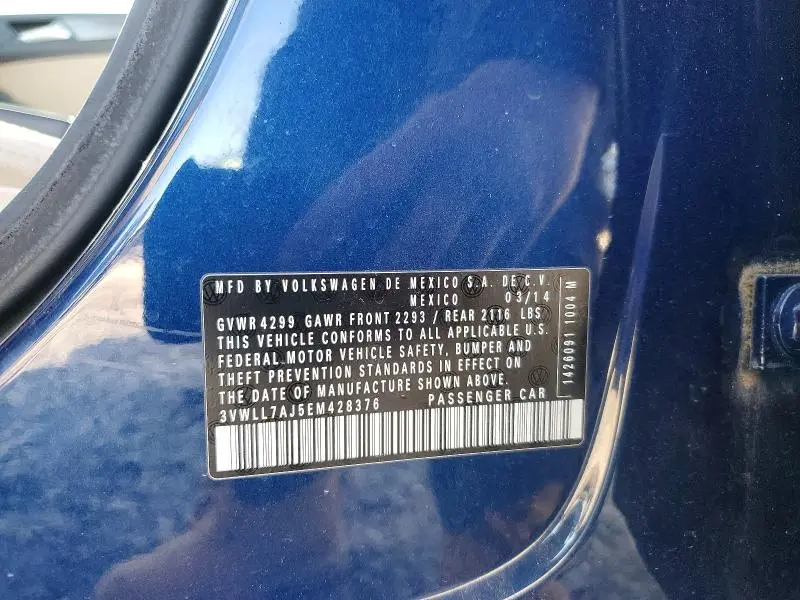 MFD BY VOLKSWAGEN DE MEXICO S.A. DE C.V.
MEXICO 03/14
GVWR 4299 GAWR FRONT 2293 / REAR 2116 LBS
THIS VEHICLE CONFORMS TO ALL APPLICABLE U.S.
FEDERAL MOTOR VEHICLE SAFETY, BUMPER AND
THEFT PREVENTION STANDARDS IN EFFECT ON
THE DATE OF MANUFACTURE SHOWN ABOVE.
3VWLL7AJ5EM428376 PASSENGER CAR
1426091 1004 M